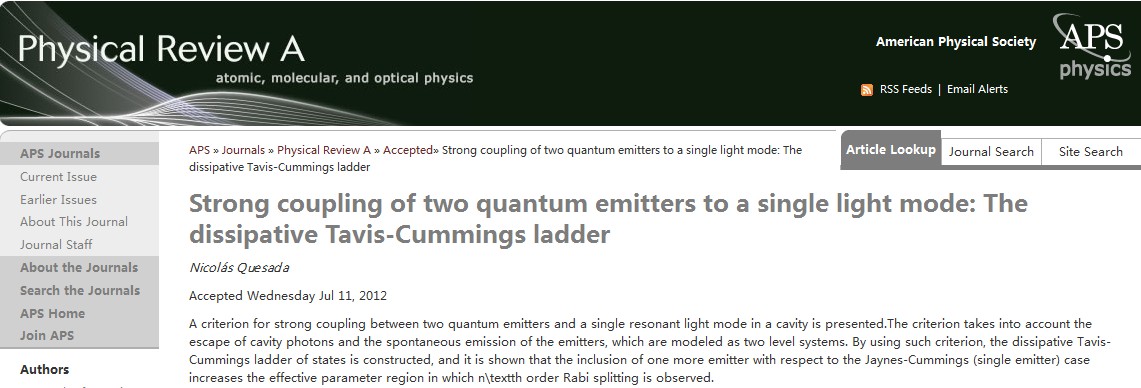 Physical Review A
atomic, molecular, and optical physics
American Physical Society
APS
physics
RSS Feeds | Email Alerts
APS Journals
Current Issue
Earlier Issues
About This Journal
Journal Staff
About the Journals
Search the Journals
APS Home
Join APS
Authors
APS » Journals » Physical Review A » Accepted» Strong coupling of two quantum emitters to a single light mode: The
dissipative Tavis-Cummings ladder
Article Lookup
Journal Search
Site Search
Strong coupling of two quantum emitters to a single light mode: The
dissipative Tavis-Cummings ladder
Nicolás Quesada
Accepted Wednesday Jul 11, 2012
A criterion for strong coupling between two quantum emitters and a single resonant light mode in a cavity is presented.The criterion takes into account the
escape of cavity photons and the spontaneous emission of the emitters, which are modeled as two level systems. By using such criterion, the dissipative Tavis-
Cummings ladder of states is constructed, and it is shown that the inclusion of one more emitter with respect to the Jaynes-Cummings (single emitter) case
increases the effective parameter region in which n\textth order Rabi splitting is observed.